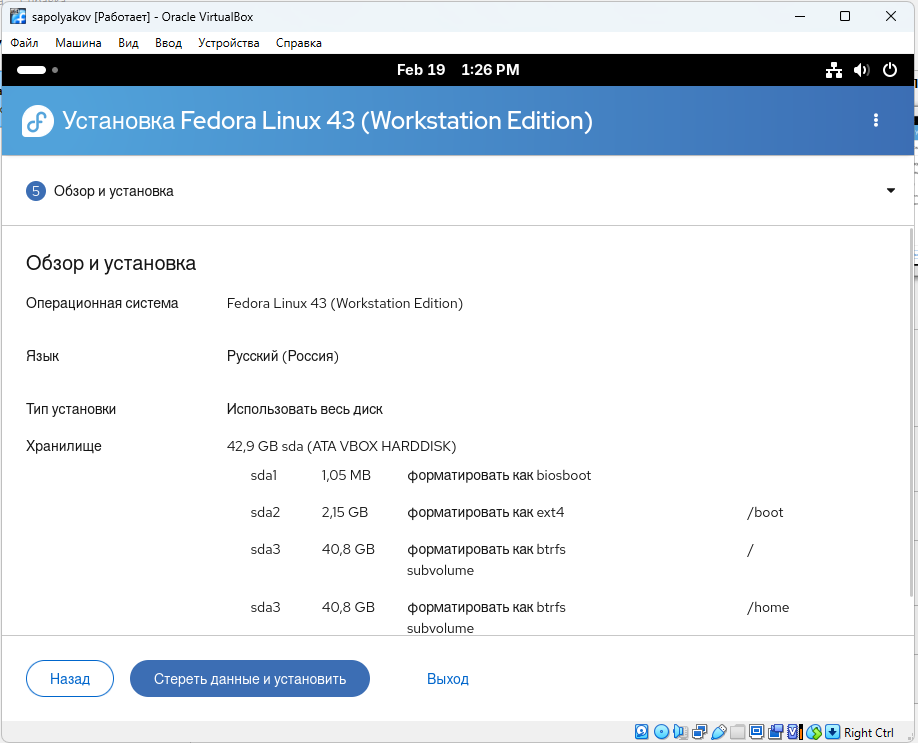 sapolyakov [Работает] - Oracle VirtualBox
Файл Машина Вид Ввод Устройства Справка
Feb 19 1:26 PM
Установка Fedora Linux 43 (Workstation Edition)
5 Обзор и установка
Обзор и установка
Операционная система Fedora Linux 43 (Workstation Edition)
Язык Русский (Россия)
Тип установки Использовать весь диск
Хранилище 42,9 GB sda (ATA VBOX HARDDISK)
sda1 1,05 MB форматировать как biosboot
sda2 2,15 GB форматировать как ext4 /boot
sda3 40,8 GB форматировать как btrfs /
subvolume
sda3 40,8 GB форматировать как btrfs /home
subvolume
Назад Стереть данные и установить Выход
Right Ctrl